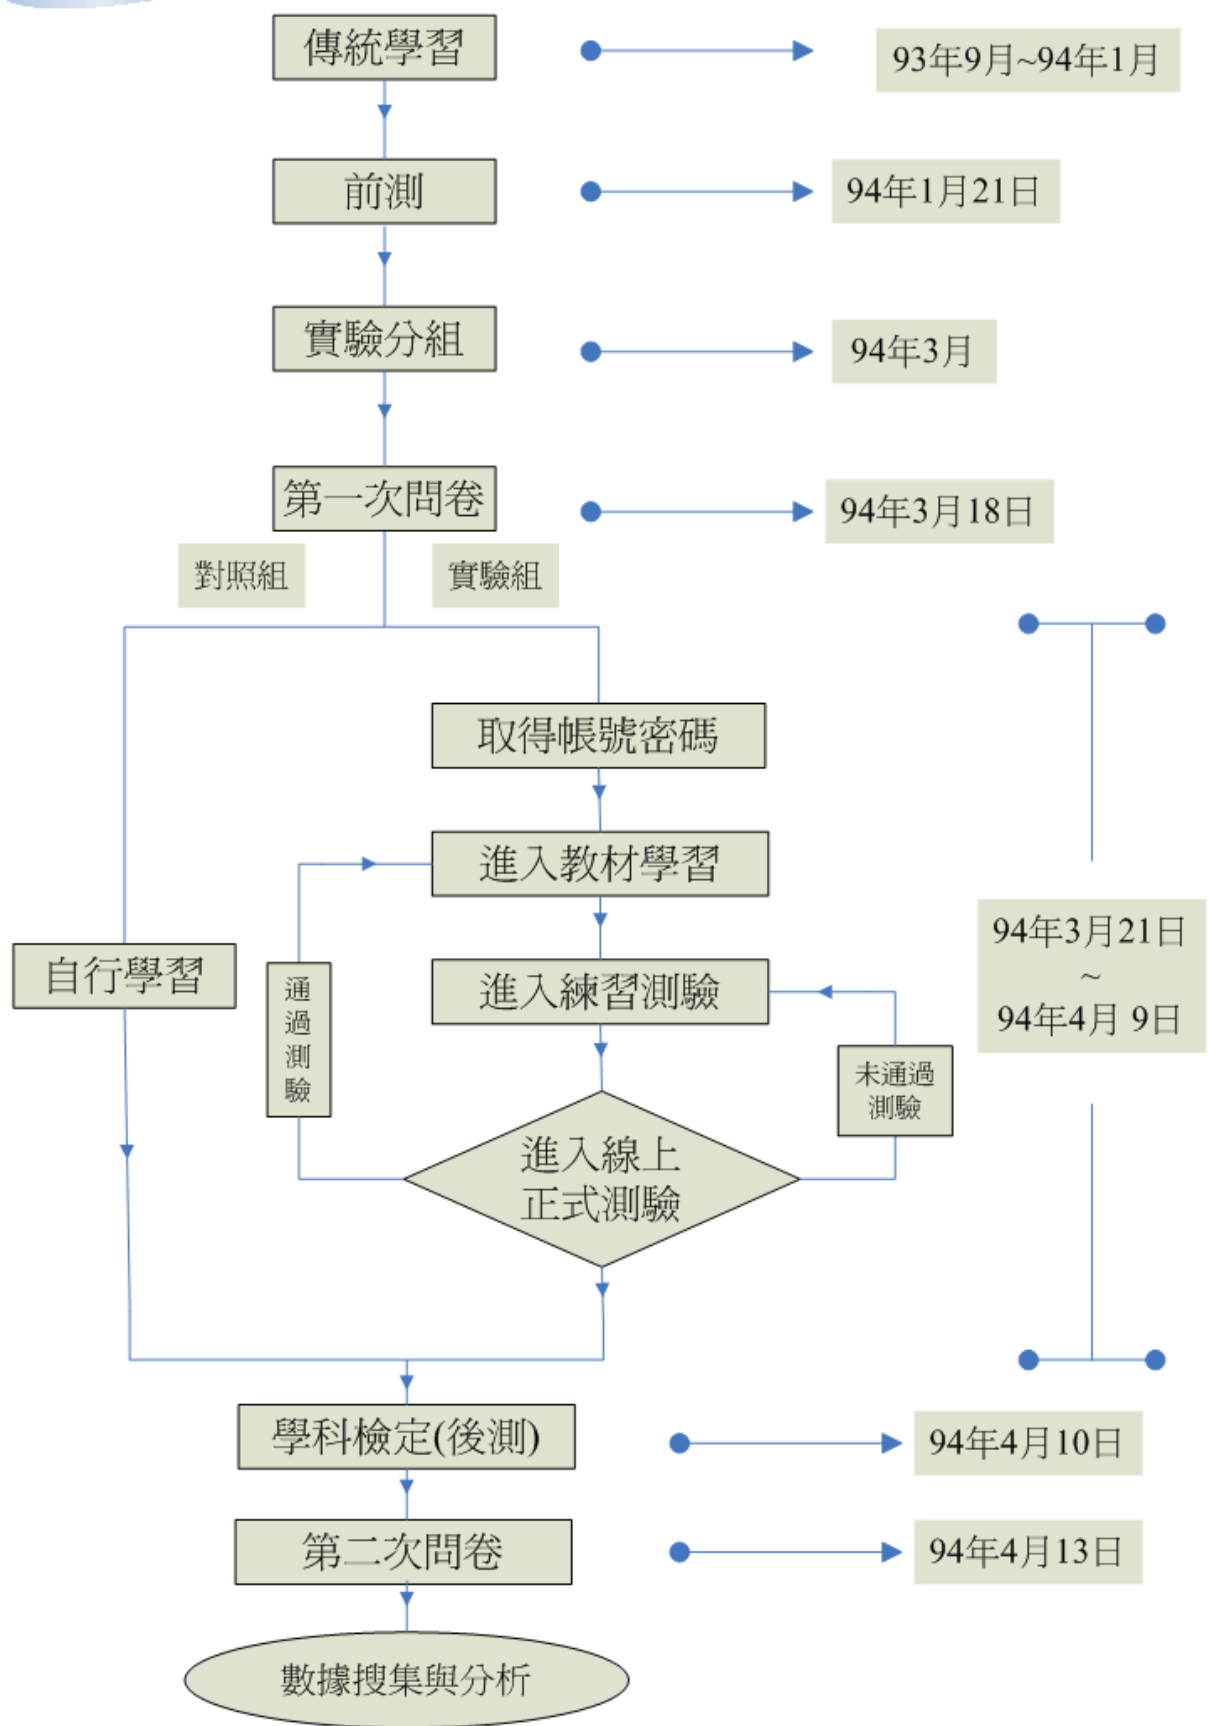 傳統學習
93年9月~94年1月
前測
94年1月21日
實驗分組
94年3月
第一次問卷
94年3月18日
對照組
實驗組
取得帳號密碼
進入教材學習
自行學習
通
過
測
驗
進入練習測驗
94年3月21日
~
94年4月 9日
未通過
測驗
進入線上
正式測驗
學科檢定(後測)
94年4月10日
第二次問卷
94年4月13日
數據搜集與分析